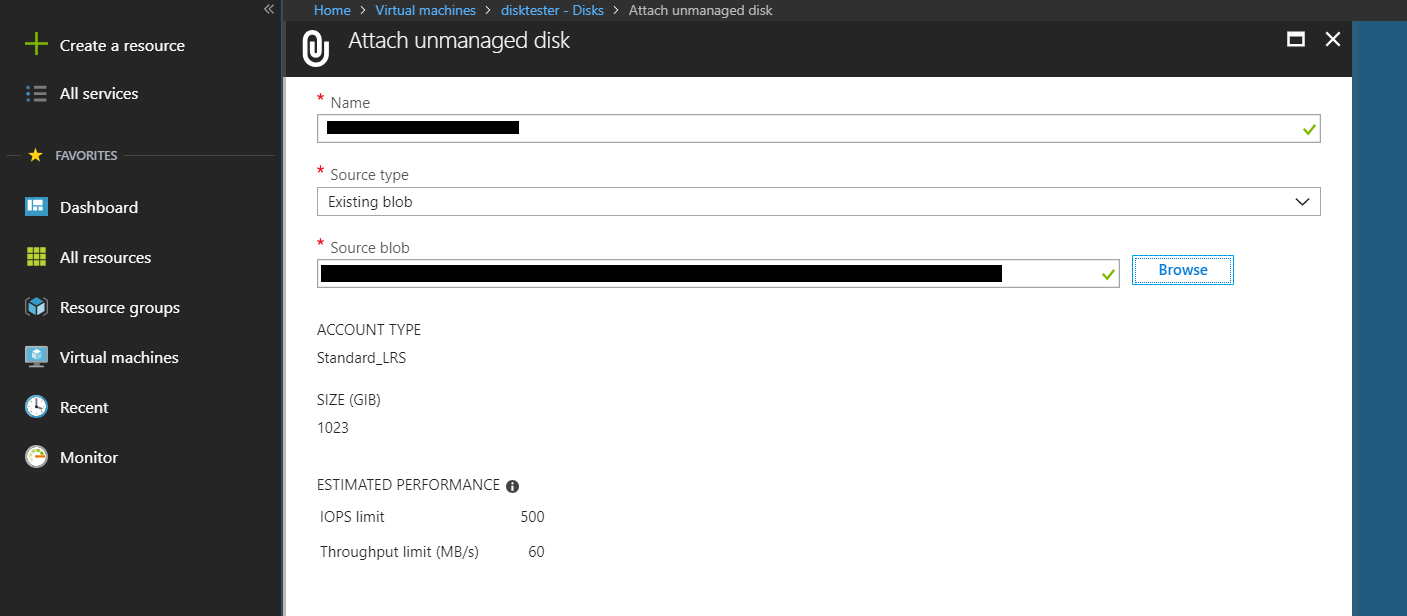 Home > Virtual machines > disktester - Disks > Attach unmanaged disk
Attach unmanaged disk
Create a resource
All services
FAVORITES
Dashboard
All resources
Resource groups
Virtual machines
Recent
Monitor
* Name
* Source type
Existing blob
* Source blob
Browse
ACCOUNT TYPE
Standard_LRS
SIZE (GIB)
1023
ESTIMATED PERFORMANCE
IOPS limit 500
Throughput limit (MB/s) 60